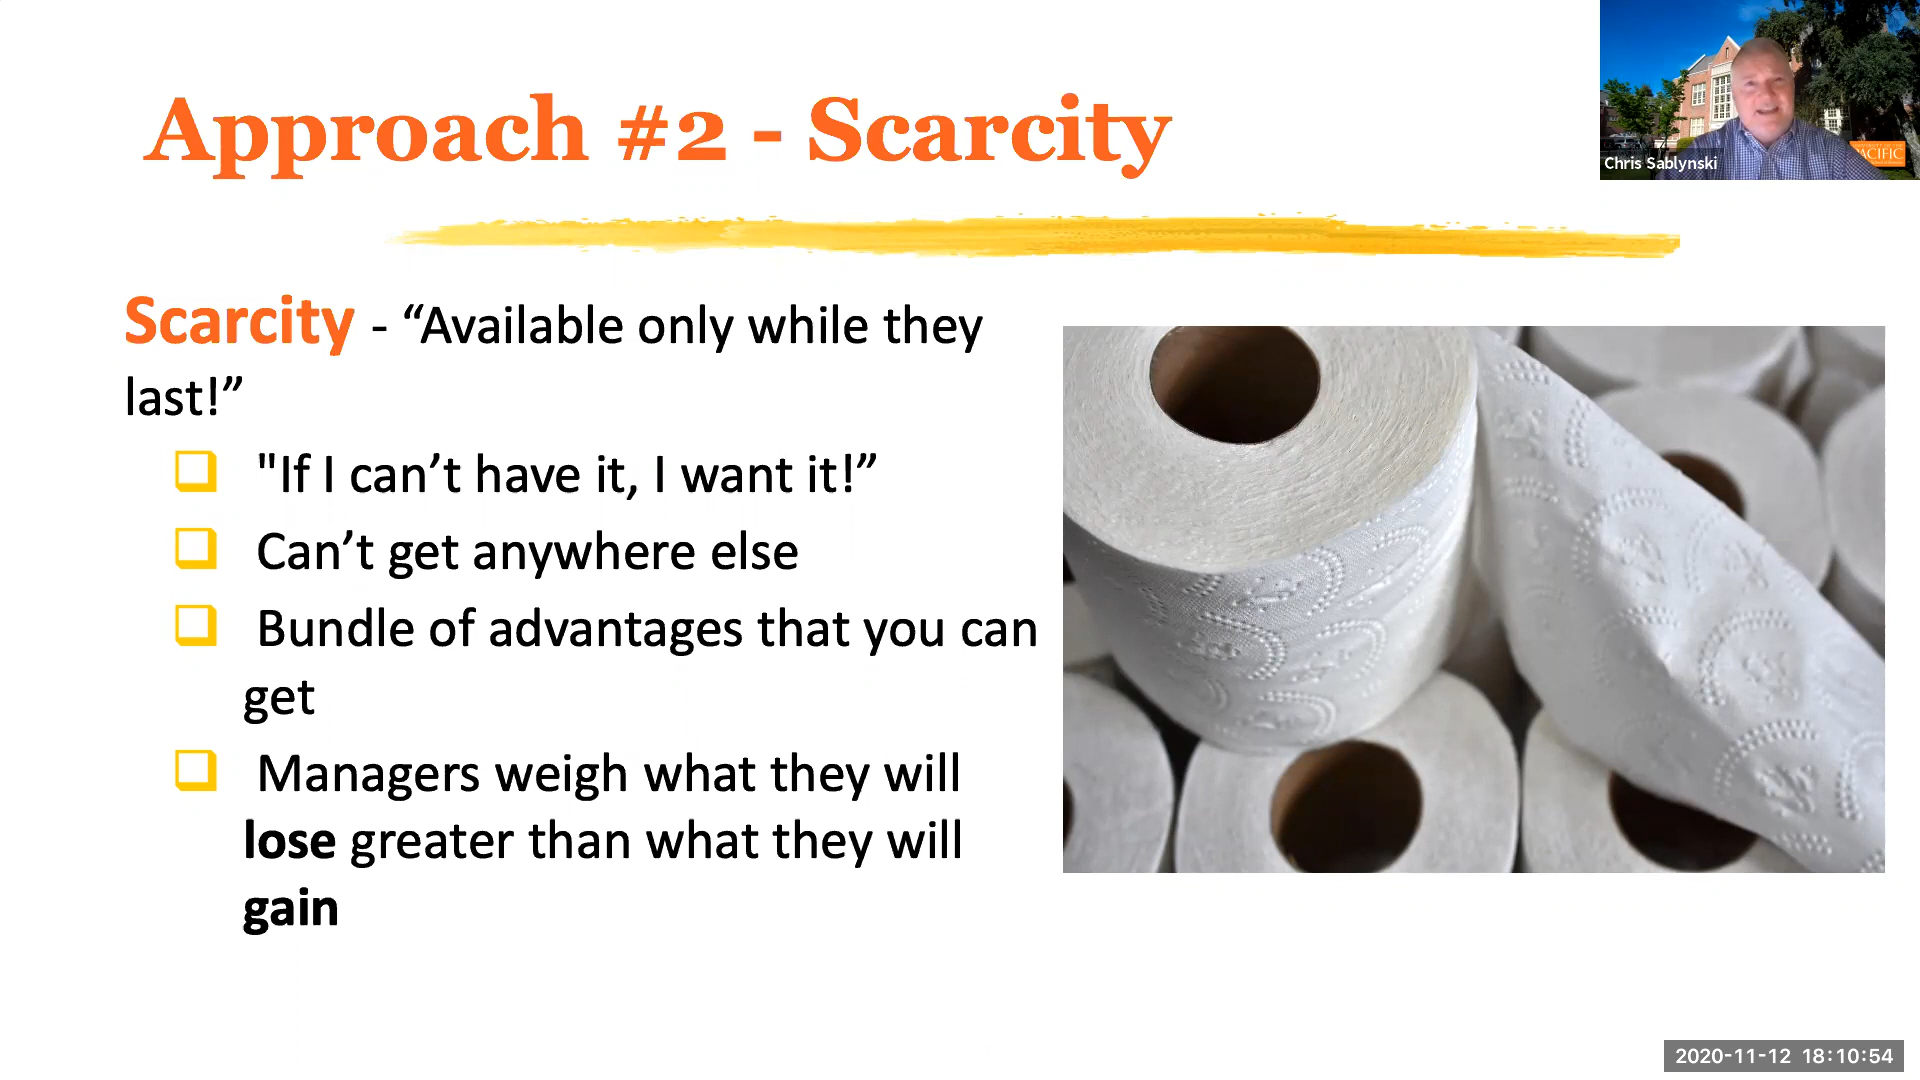 Approach #2 - Scarcity
Chris Sablynski
PACIFIC
Scarcity - “Available only while they
last!”
"If I can’t have it, I want it!”
Can’t get anywhere else
Bundle of advantages that you can
get
Managers weigh what they will
lose greater than what they will
gain
2020-11-12 18:10:54